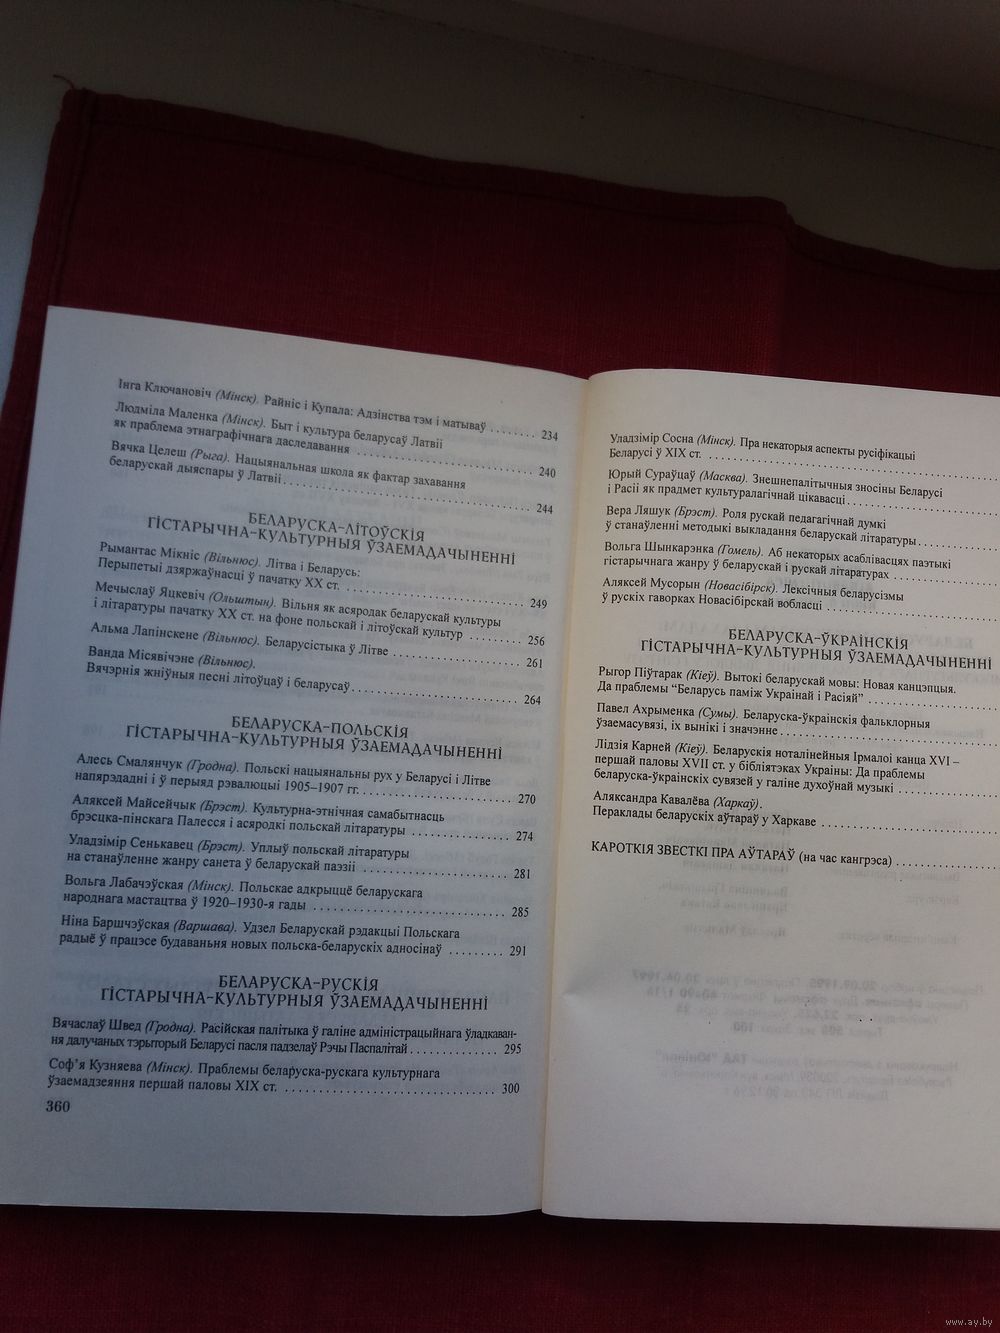 Інга Ключановіч (Мінск). Райніс і Купала: Адзінства тэм і матываў ........ 234
Людміла Маленка (Мінск). Быт і культура беларусаў Латвіі
як праблема этнаграфічнага даследавання .......................... 240
Вячка Целеш (Рыга). Нацыянальная школа як фактар захавання
беларускай дыяспары ў Латвіі...................................... 244
БЕЛАРУСКА-ЛІТОЎСКІЯ
ГІСТАРЫЧНА-КУЛЬТУРНЫЯ ЎЗАЕМАДАЧЫНЕННІ
Рымантас Мікніс (Вільнюс). Літва і Беларусь:
Перыпетыі дзяржаўнасці ў пачатку XX ст. .......................... 249
Мечыслаў Яцкевіч (Ольштын). Вільня як асяродак беларускай культуры
і літаратуры пачатку XX ст. на фоне польскай і літоўскай культур ........ 256
Альма Лапінскене (Вільнюс). Беларусістыка ў Літве .................... 261
Ванда Місявічэне (Вільнюс).
Вячэрнія жніўныя песні літоўцаў і беларусаў.......................... 264
БЕЛАРУСКА-ПОЛЬСКІЯ
ГІСТАРЫЧНА-КУЛЬТУРНЫЯ ЎЗАЕМАДАЧЫНЕННІ
Алесь Смалянчук (Гродна). Польскі нацыянальны рух у Беларусі і Літве
напярэдадні і ў перыяд рэвалюцыі 1905–1907 гг. ...................... 270
Аляксей Майсейчык (Брэст). Культурна-этнічная самабытнасць
брэсцка-пінскага Палесся і асяродкі польскай літаратуры ............... 274
Уладзімір Сенькавец (Брэст). Уплыў польскай літаратуры
на станаўленне жанру санета ў беларускай паэзіі ...................... 281
Вольга Лабачэўская (Мінск). Польскае адкрыццё беларускага
народнага мастацтва ў 1920–1930-я гады ............................. 285
Ніна Баршчэўская (Варшава). Удзел Беларускай рэдакцыі Польскага
радыё ў працэсе будаваньня новых польска-беларускіх адносінаў ......... 291
БЕЛАРУСКА-РУСКІЯ
ГІСТАРЫЧНА-КУЛЬТУРНЫЯ ЎЗАЕМАДАЧЫНЕННІ
Вячаслаў Швед (Гродна). Расійская палітыка ў галіне адміністрацыйнага ўладкаван-
ня далучаных тэрыторый Беларусі пасля падзелаў Рэчы Паспалітай ............. 295
Соф'я Кузняева (Мінск). Праблемы беларуска-рускага культурнага
ўзаемадзеяння першай паловы XIX ст. ............................... 300
360
Уладзімір Сосна (Мінск). Пра некаторыя аспекты русіфікацыі
Беларусі ў XIX ст. ........................................
Юрый Сураўцаў (Масква). Знешнепалітычныя зносіны Беларусі
і Расіі як прадмет культуралагічнай цікавасці....................
Вера Ляшук (Брэст). Роля рускай педагагічнай думкі
ў станаўленні методыкі выкладання беларускай літаратуры.........
Вольга Шынкарэнка (Гомель). Аб некаторых асаблівасцях паэтыкі
гістарычнага жанру ў беларускай і рускай літаратурах .............
Аляксей Мусорын (Новасібірск). Лексічныя беларусізмы
ў рускіх гаворках Новасібірскай вобласці .......................
БЕЛАРУСКА-ЎКРАІНСКІЯ
ГІСТАРЫЧНА-КУЛЬТУРНЫЯ ЎЗАЕМАДАЧЫНЕННІ
Рыгор Піўтарак (Кіеў). Вытокі беларускай мовы: Новая канцэпцыя.
Да праблемы “Беларусь паміж Украінай і Расіяй” ...............
Павел Ахрыменка (Сумы). Беларуска-ўкраінскія фальклорныя
ўзаемасувязі, іх вынікі і значэнне.............................
Лідзія Карней (Кіеў). Беларускія ноталінейныя Ірмалоі канца XVI –
першай паловы XVII ст. у бібліятэках Украіны: Да праблемы
беларуска-ўкраінскіх сувязей у галіне духоўнай музыкі ...........
Аляксандра Кавалёва (Харкаў).
Пераклады беларускіх аўтараў у Харкаве ......................
КАРОТКІЯ ЗВЕСТКІ ПРА АЎТАРАЎ (на час кангрэса) ..............
www.ay.by